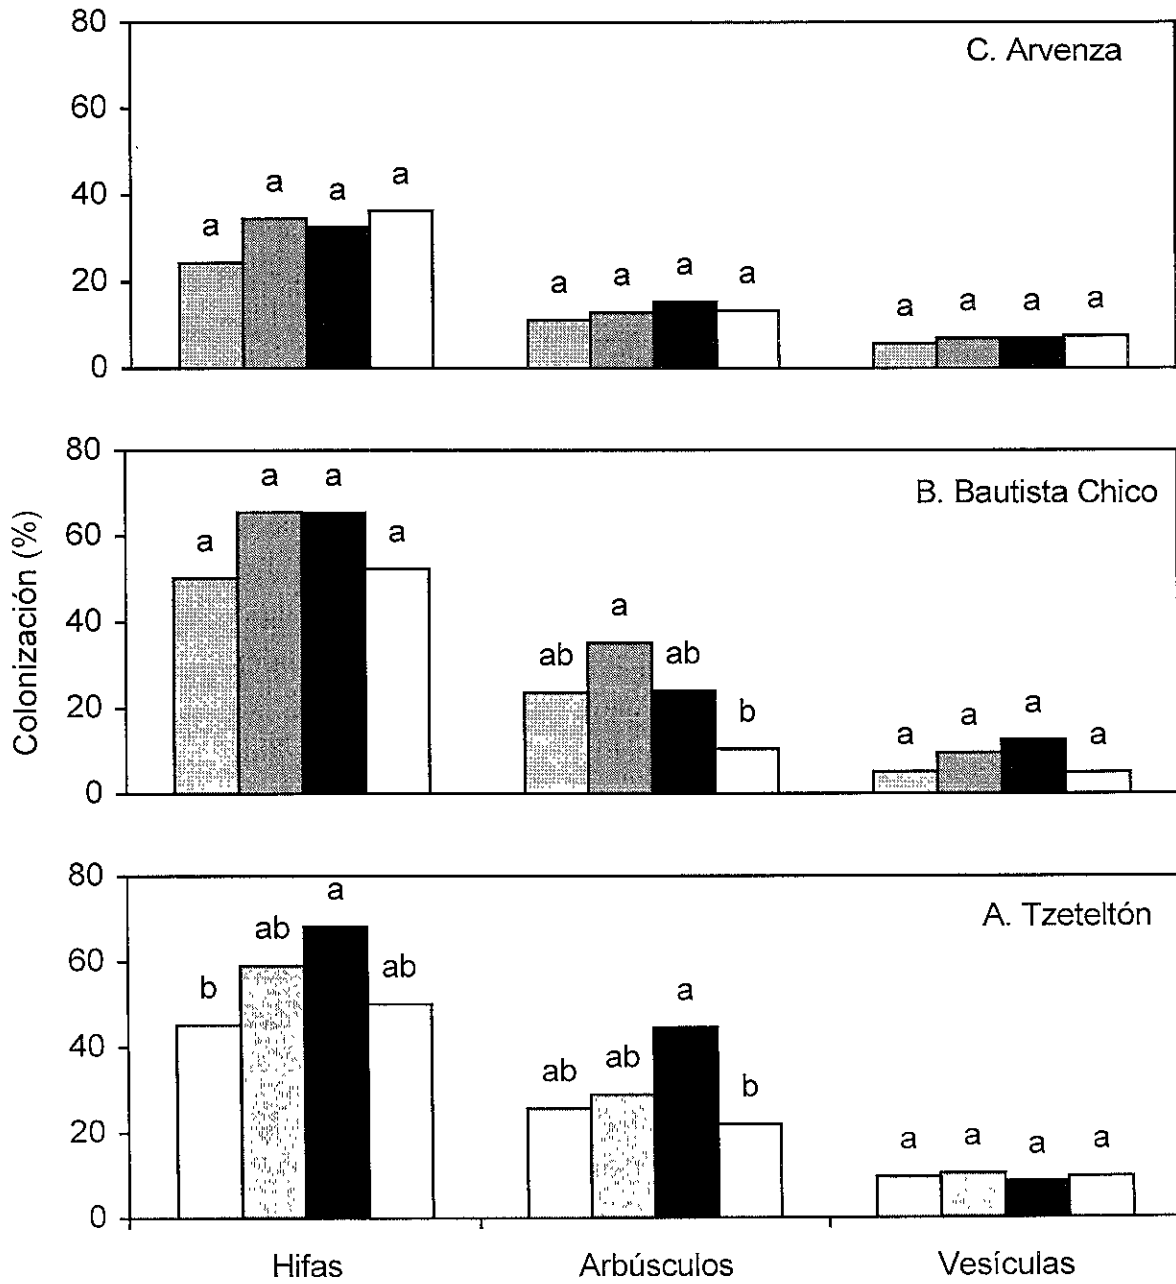 80
C. Arvenza
60
40
a a a a
20
a a a a
a a a a
0
80
a a
B. Bautista Chico
60
a a
Colonización (%)
40
a
ab ab
20
b
a a a a
0
80
a
A. Tzeteltón
ab
60
b ab
a
40
ab ab b
20
a a a a
0
Hifas Arbúsculos Vesículas